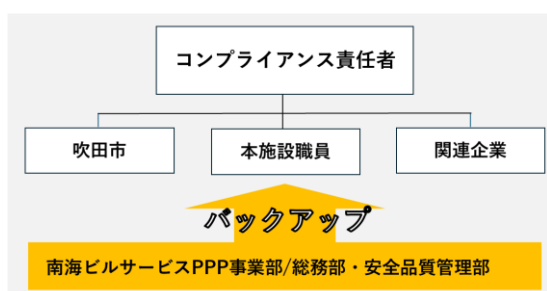 コンプライアンス責任者
吹田市
本施設職員
関連企業
バックアップ
南海ビルサービスPPP事業部/総務部・安全品質管理部